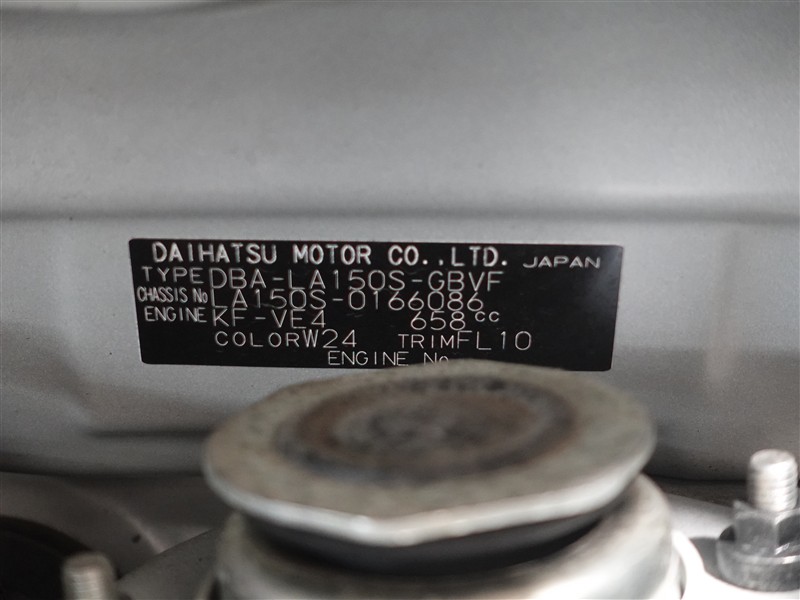 DAIHATSU MOTOR CO.,LTD. JAPAN
TYPE DBA-LA150S-GBVF
CHASSIS No LA150S-0166086
ENGINE KF-VE4 658cc
COLOR W24 TRIM FL10
ENGINE No